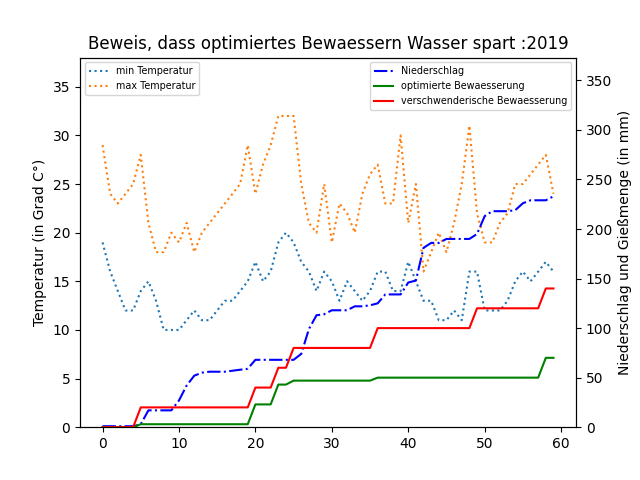 Beweis, dass optimiertes Bewaessern Wasser spart :2019
min Temperatur
max Temperatur
Niederschlag
optimierte Bewaesserung
verschwenderische Bewaesserung
Temperatur (in Grad C°)
35
30
25
20
15
10
5
0
350
300
250
200
150
100
50
0
Niederschlag und Gießmenge (in mm)
0 10 20 30 40 50 60